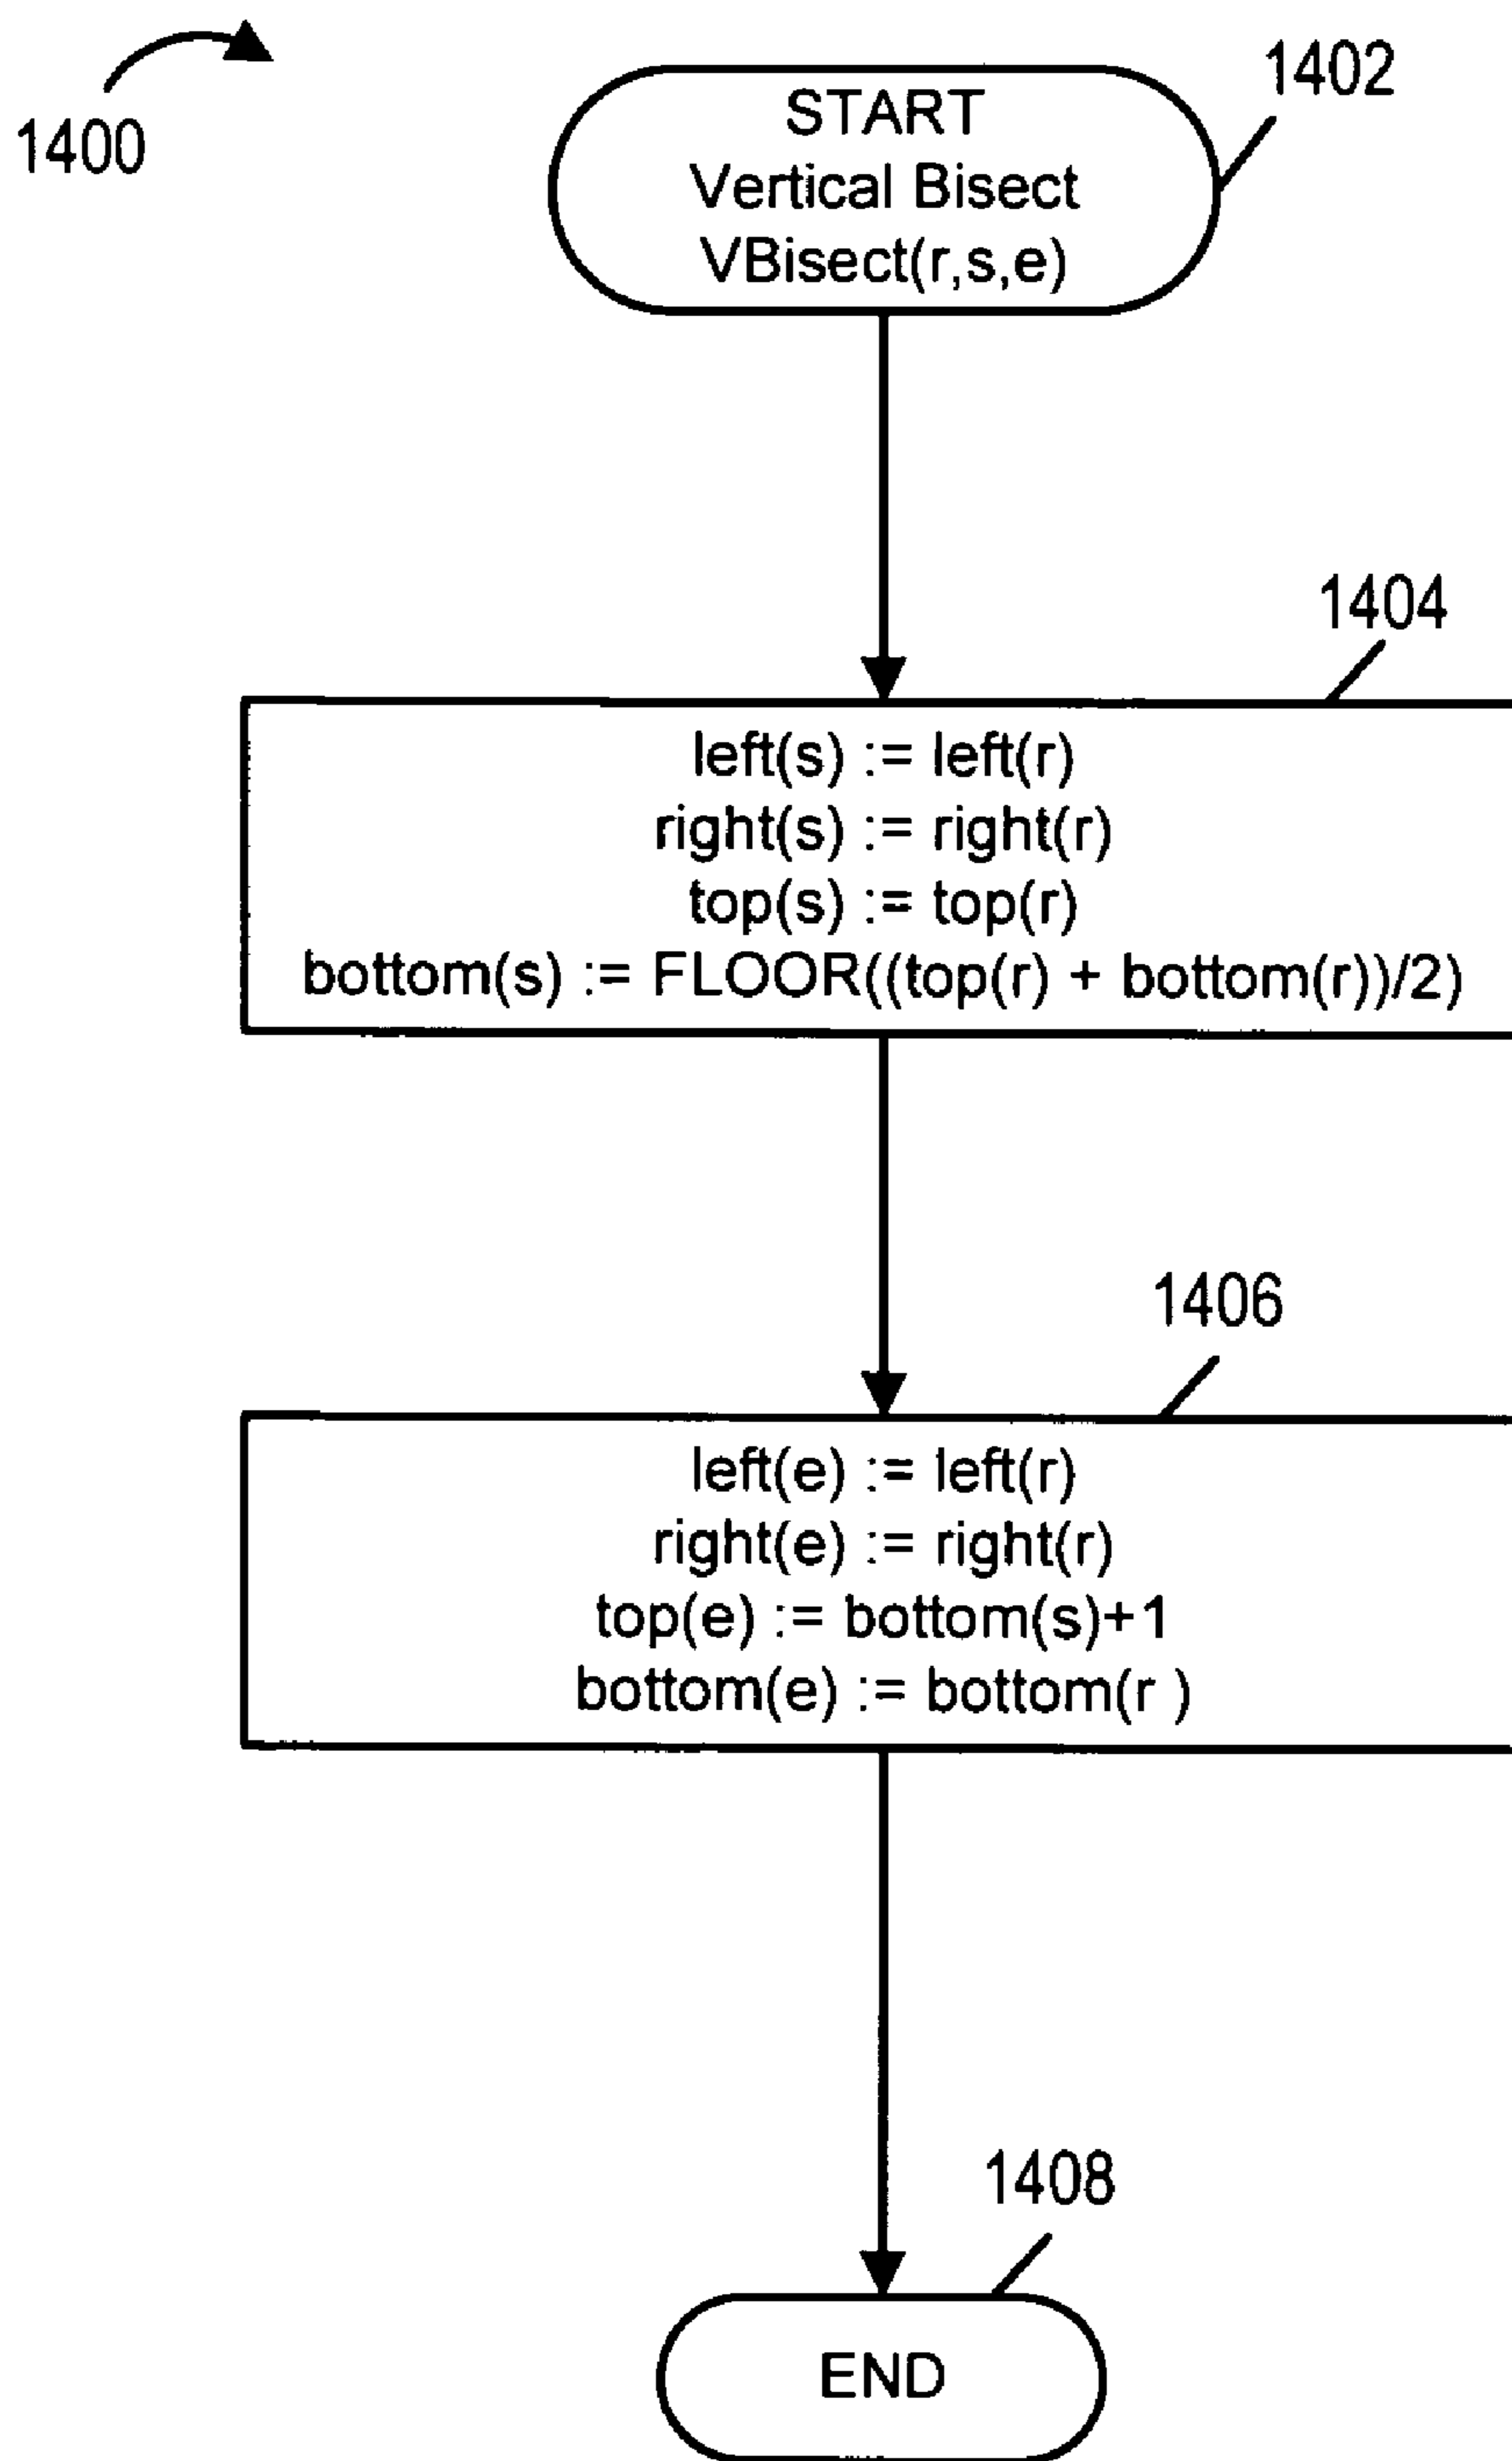 1400
1402
START
Vertical Bisect
VBisect(r,s,e)
1404
left(s) := left(r)
right(s) := right(r)
top(s) := top(r)
bottom(s) := FLOOR((top(r) + bottom(r))/2)
1406
left(e) := left(r)
right(e) := right(r)
top(e) := bottom(s)+1
bottom(e) := bottom(r )
1408
END